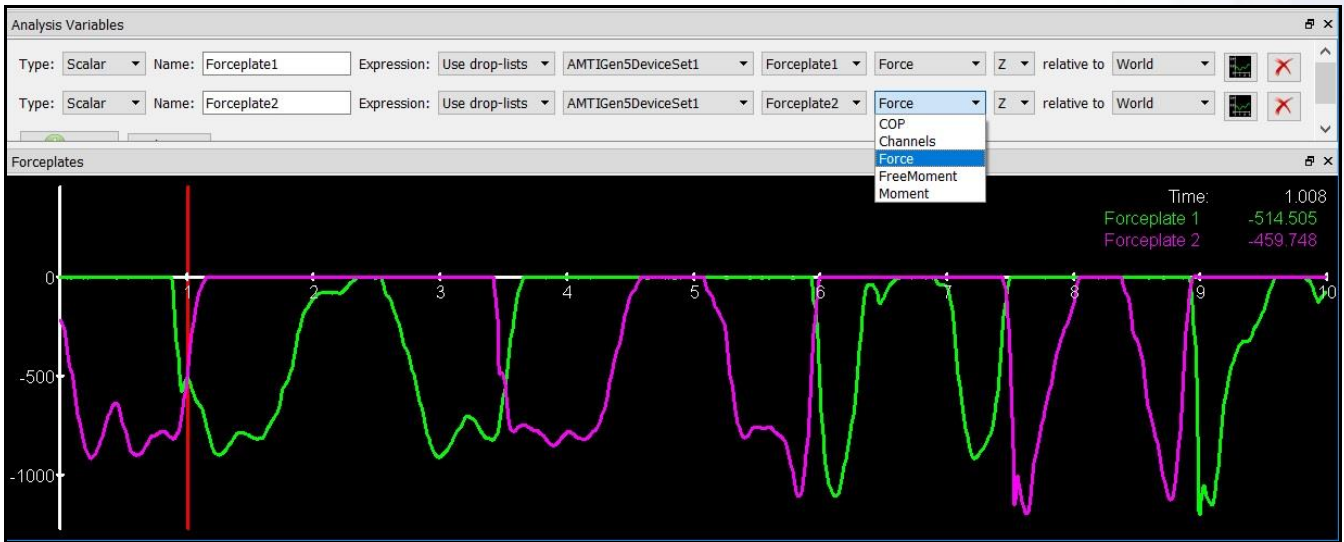 Analysis Variables
Type: Scalar Name: Forceplate1 Expression: Use drop-lists AMTIGen5DeviceSet1 Forceplate1 Force Z relative to World
Type: Scalar Name: Forceplate2 Expression: Use drop-lists AMTIGen5DeviceSet1 Forceplate2 Force Z relative to World
COP
Channels
Force
FreeMoment
Moment
Forceplates
Time: 1.008
Forceplate 1 -514.505
Forceplate 2 -459.748
0
1 2 3 4 5 6 7 8 9 10
-500
-1000